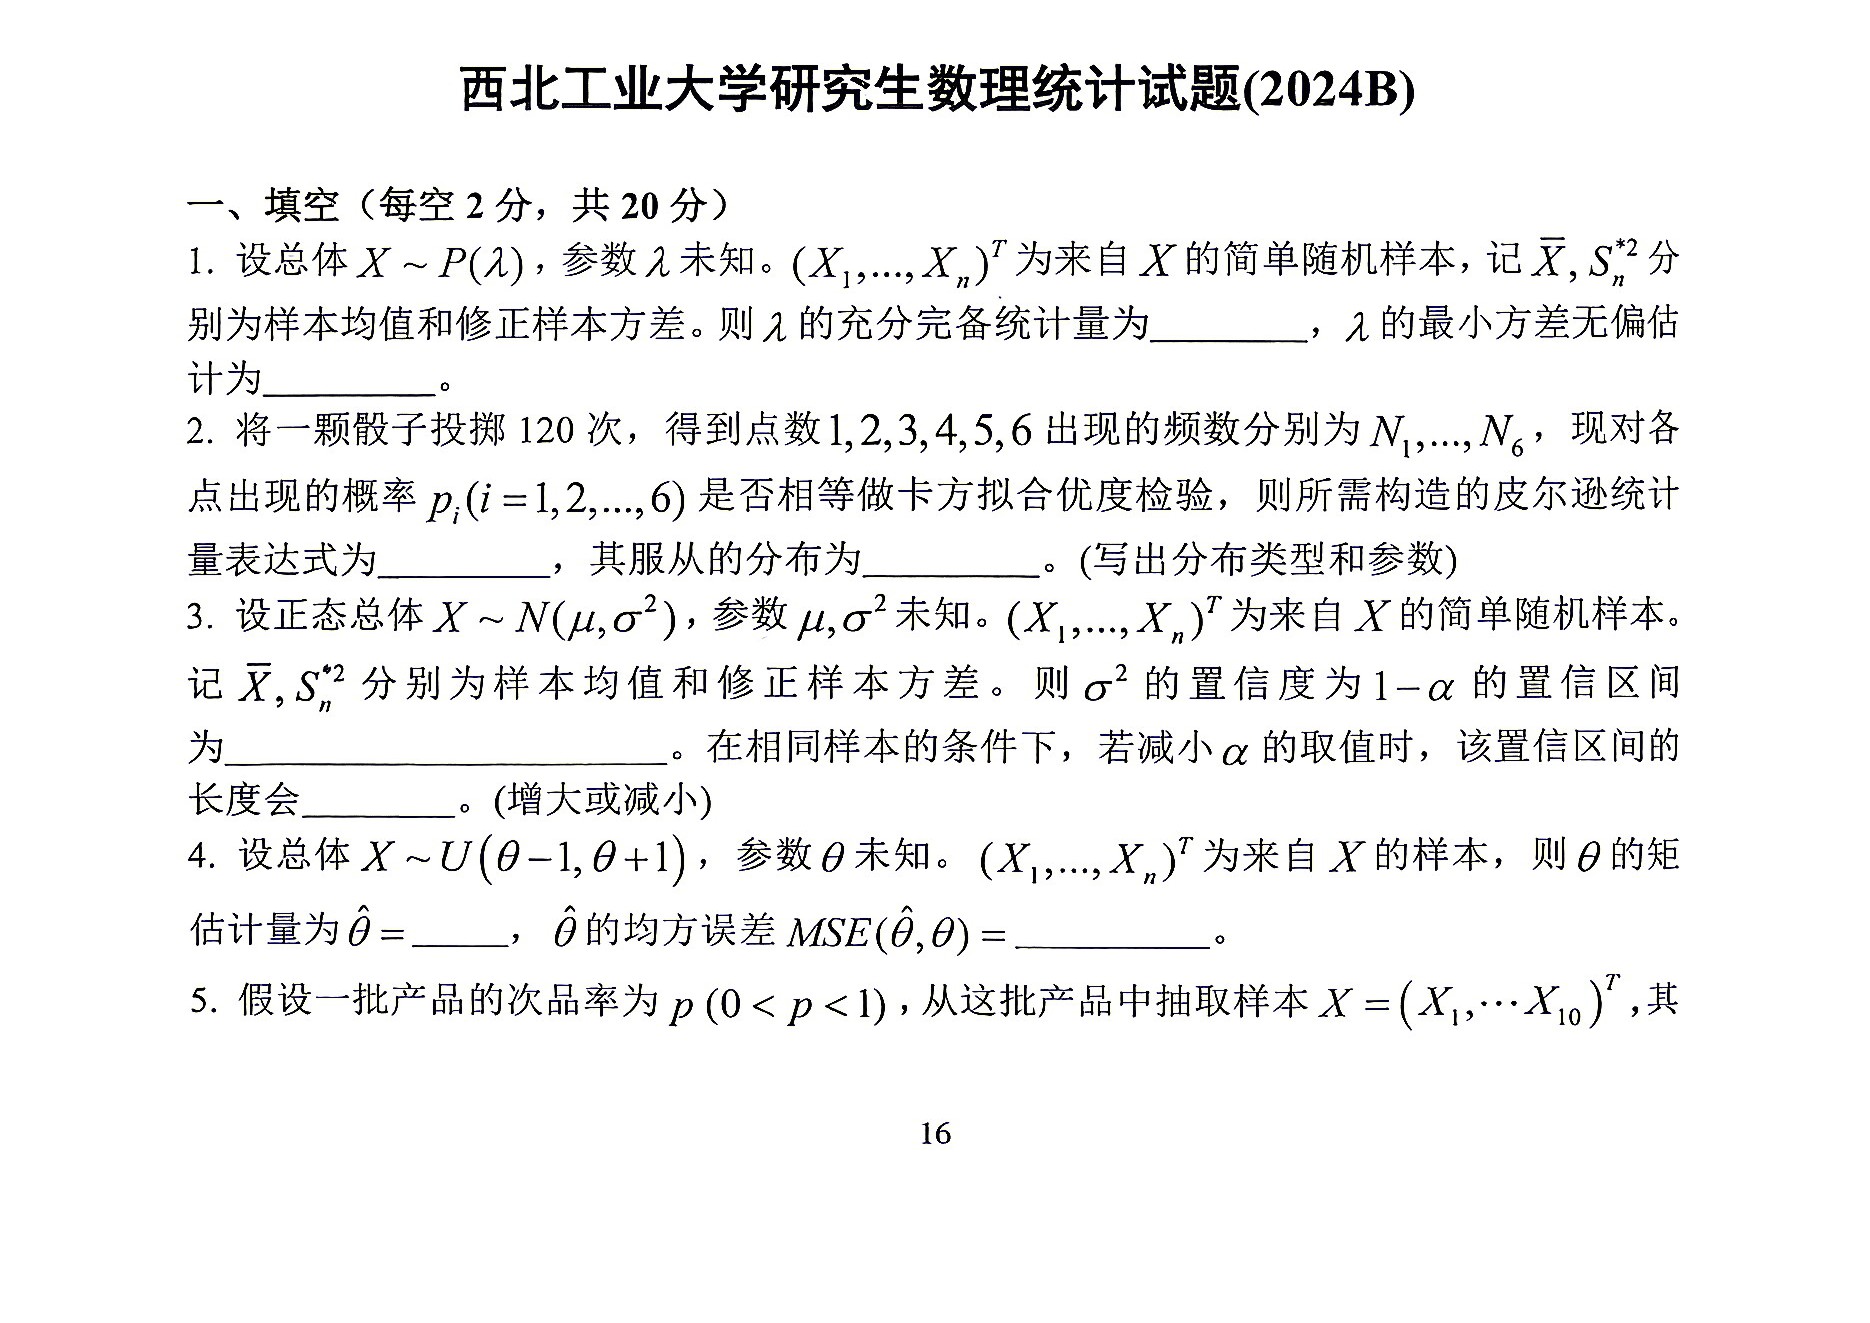 西北工业大学研究生数理统计试题(2024B)
一、填空（每空 2 分，共 20 分）
1. 设总体 X ~ P(λ)，参数 λ 未知。(X₁,..., Xₙ)ᵀ 为来自 X 的简单随机样本，记 X̄, Sₙ*² 分
别为样本均值和修正样本方差。则 λ 的充分完备统计量为________，λ 的最小方差无偏估
计为________。
2. 将一颗骰子投掷 120 次，得到点数 1,2,3,4,5,6 出现的频数分别为 N₁,..., N₆，现对各
点出现的概率 pᵢ(i = 1,2,...,6) 是否相等做卡方拟合优度检验，则所需构造的皮尔逊统计
量表达式为________，其服从的分布为________。(写出分布类型和参数)
3. 设正态总体 X ~ N(μ,σ²)，参数 μ,σ² 未知。(X₁,..., Xₙ)ᵀ 为来自 X 的简单随机样本。
记 X̄, Sₙ*² 分别为样本均值和修正样本方差。则 σ² 的置信度为 1−α 的置信区间
为____________________。在相同样本的条件下，若减小 α 的取值时，该置信区间的
长度会________。(增大或减小)
4. 设总体 X ~ U(θ−1, θ+1)，参数 θ 未知。(X₁,..., Xₙ)ᵀ 为来自 X 的样本，则 θ 的矩
估计量为 θ̂ = _____，θ̂ 的均方误差 MSE(θ̂,θ) = __________。
5. 假设一批产品的次品率为 p (0 < p < 1)，从这批产品中抽取样本 X = (X₁,⋯X₁₀)ᵀ，其
16